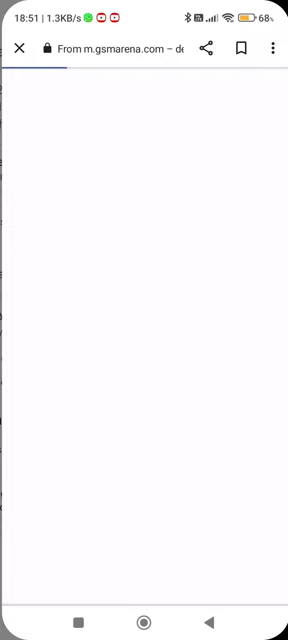 18:51 | 1.3KB/s 68%
From m.gsmarena.com – de